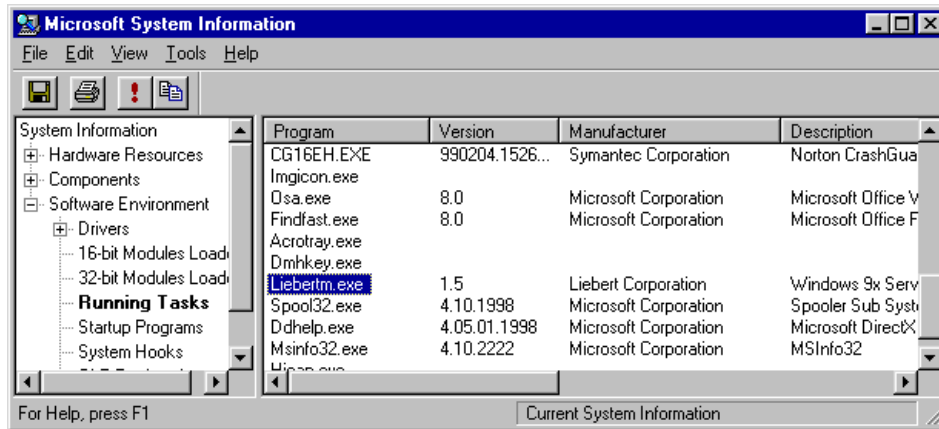 Microsoft System Information
File Edit View Tools Help
System Information
Hardware Resources
Components
Software Environment
Drivers
16-bit Modules Load
32-bit Modules Load
Running Tasks
Startup Programs
System Hooks
Program Version Manufacturer Description
CG16EH.EXE 990204.1526... Symantec Corporation Norton CrashGua
Imgicon.exe
Osa.exe 8.0 Microsoft Corporation Microsoft Office V
Findfast.exe 8.0 Microsoft Corporation Microsoft Office F
Acrotray.exe
Dmhkey.exe
Liebertm.exe 1.5 Liebert Corporation Windows 9x Serv
Spool32.exe 4.10.1998 Microsoft Corporation Spooler Sub Syst
Ddhelp.exe 4.05.01.1998 Microsoft Corporation Microsoft DirectX
Msinfo32.exe 4.10.2222 Microsoft Corporation MSInfo32
For Help, press F1
Current System Information